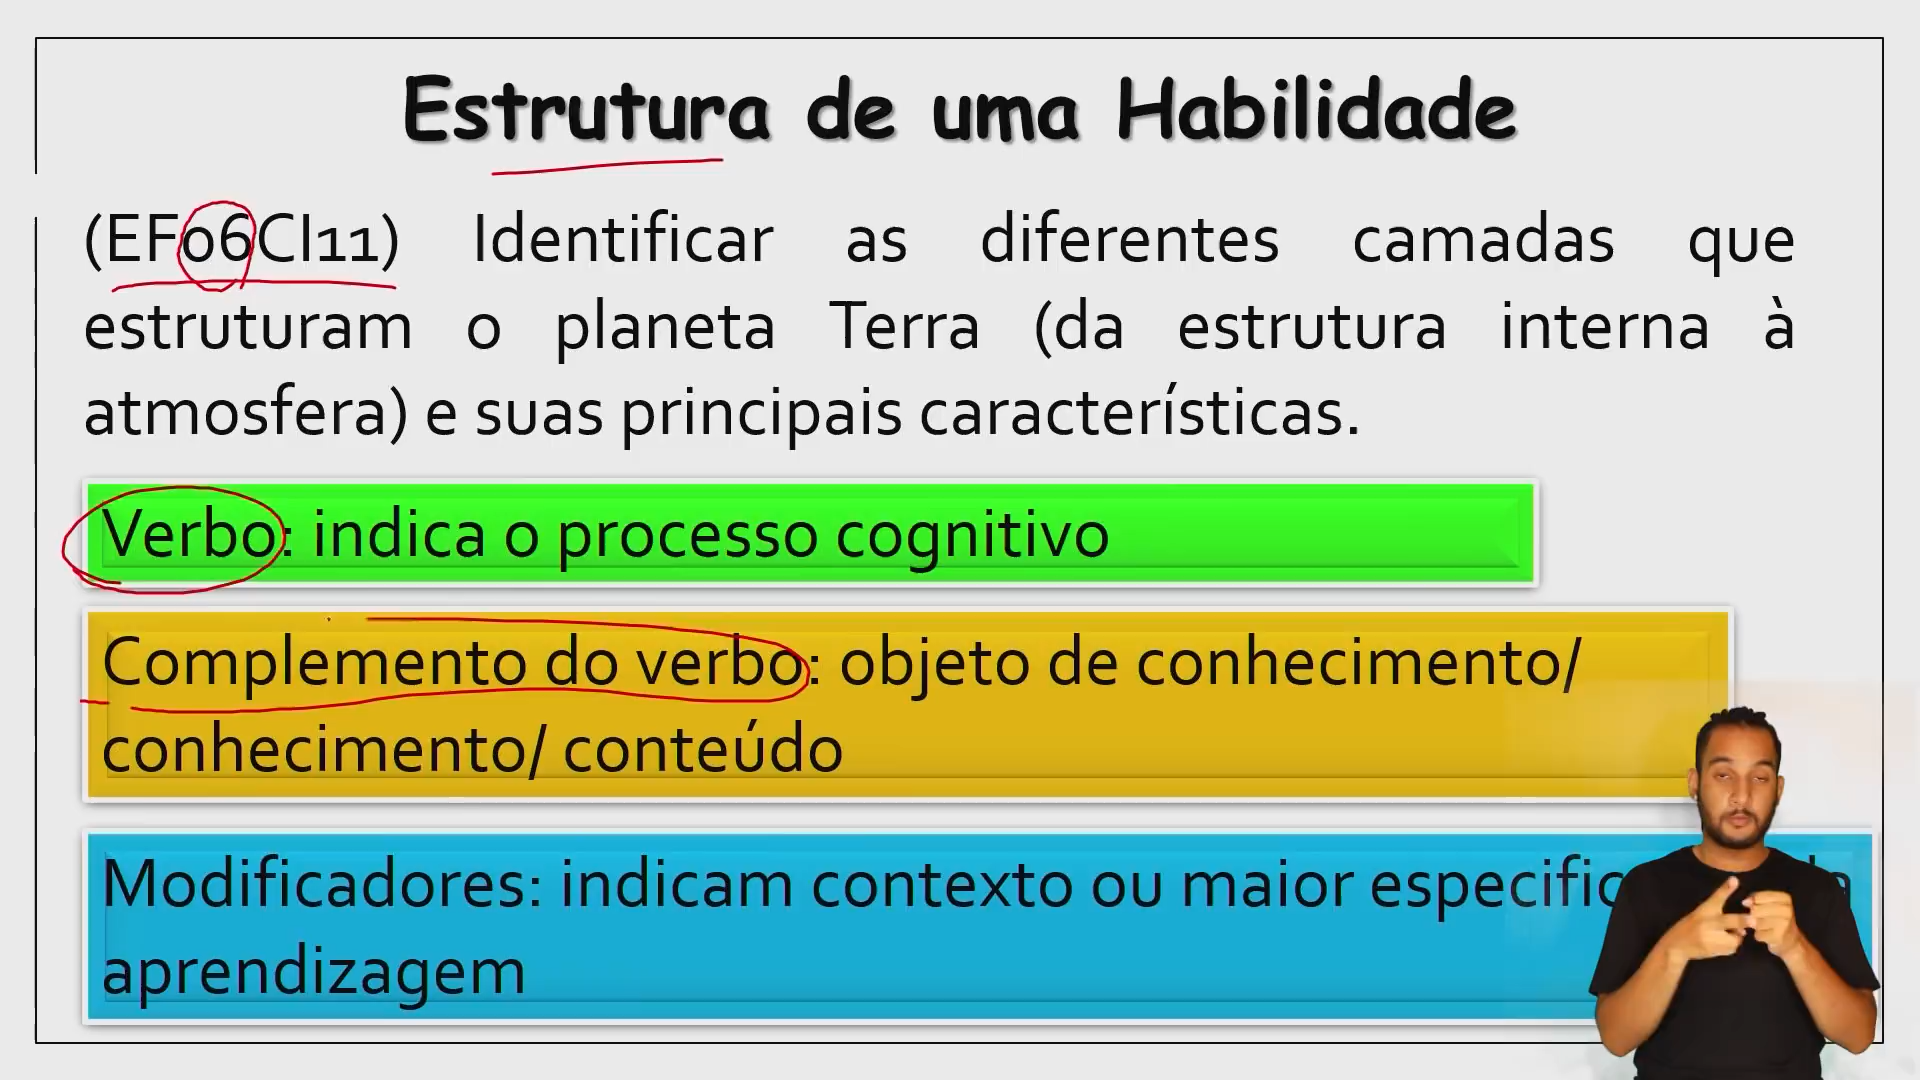 Estrutura de uma Habilidade
(EF06CI11) Identificar as diferentes camadas que
estruturam o planeta Terra (da estrutura interna à
atmosfera) e suas principais características.
Verbo: indica o processo cognitivo
Complemento do verbo: objeto de conhecimento/
conhecimento/ conteúdo
Modificadores: indicam contexto ou maior
aprendizagem